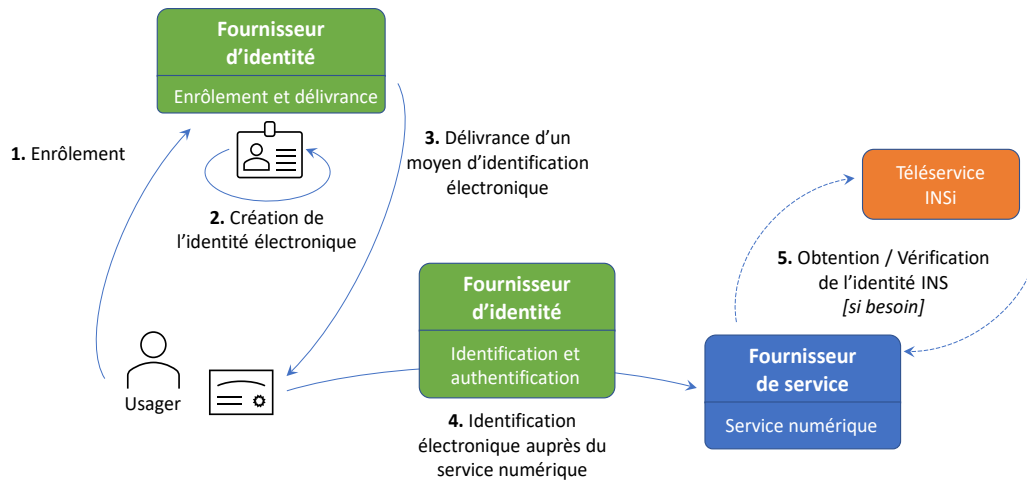 Fournisseur
d’identité
Enrôlement et délivrance
1. Enrôlement
2. Création de
l’identité électronique
3. Délivrance d’un
moyen d’identification
électronique
Usager
Fournisseur
d’identité
Identification et
authentification
4. Identification
électronique auprès du
service numérique
Téléservice
INSi
5. Obtention / Vérification
de l’identité INS
[si besoin]
Fournisseur
de service
Service numérique